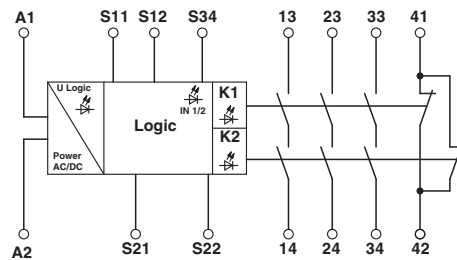 A1 S11 S12 S34 13 23 33 41
U Logic
IN 1/2
K1
Logic
K2
Power
AC/DC
A2 S21 S22 14 24 34 42